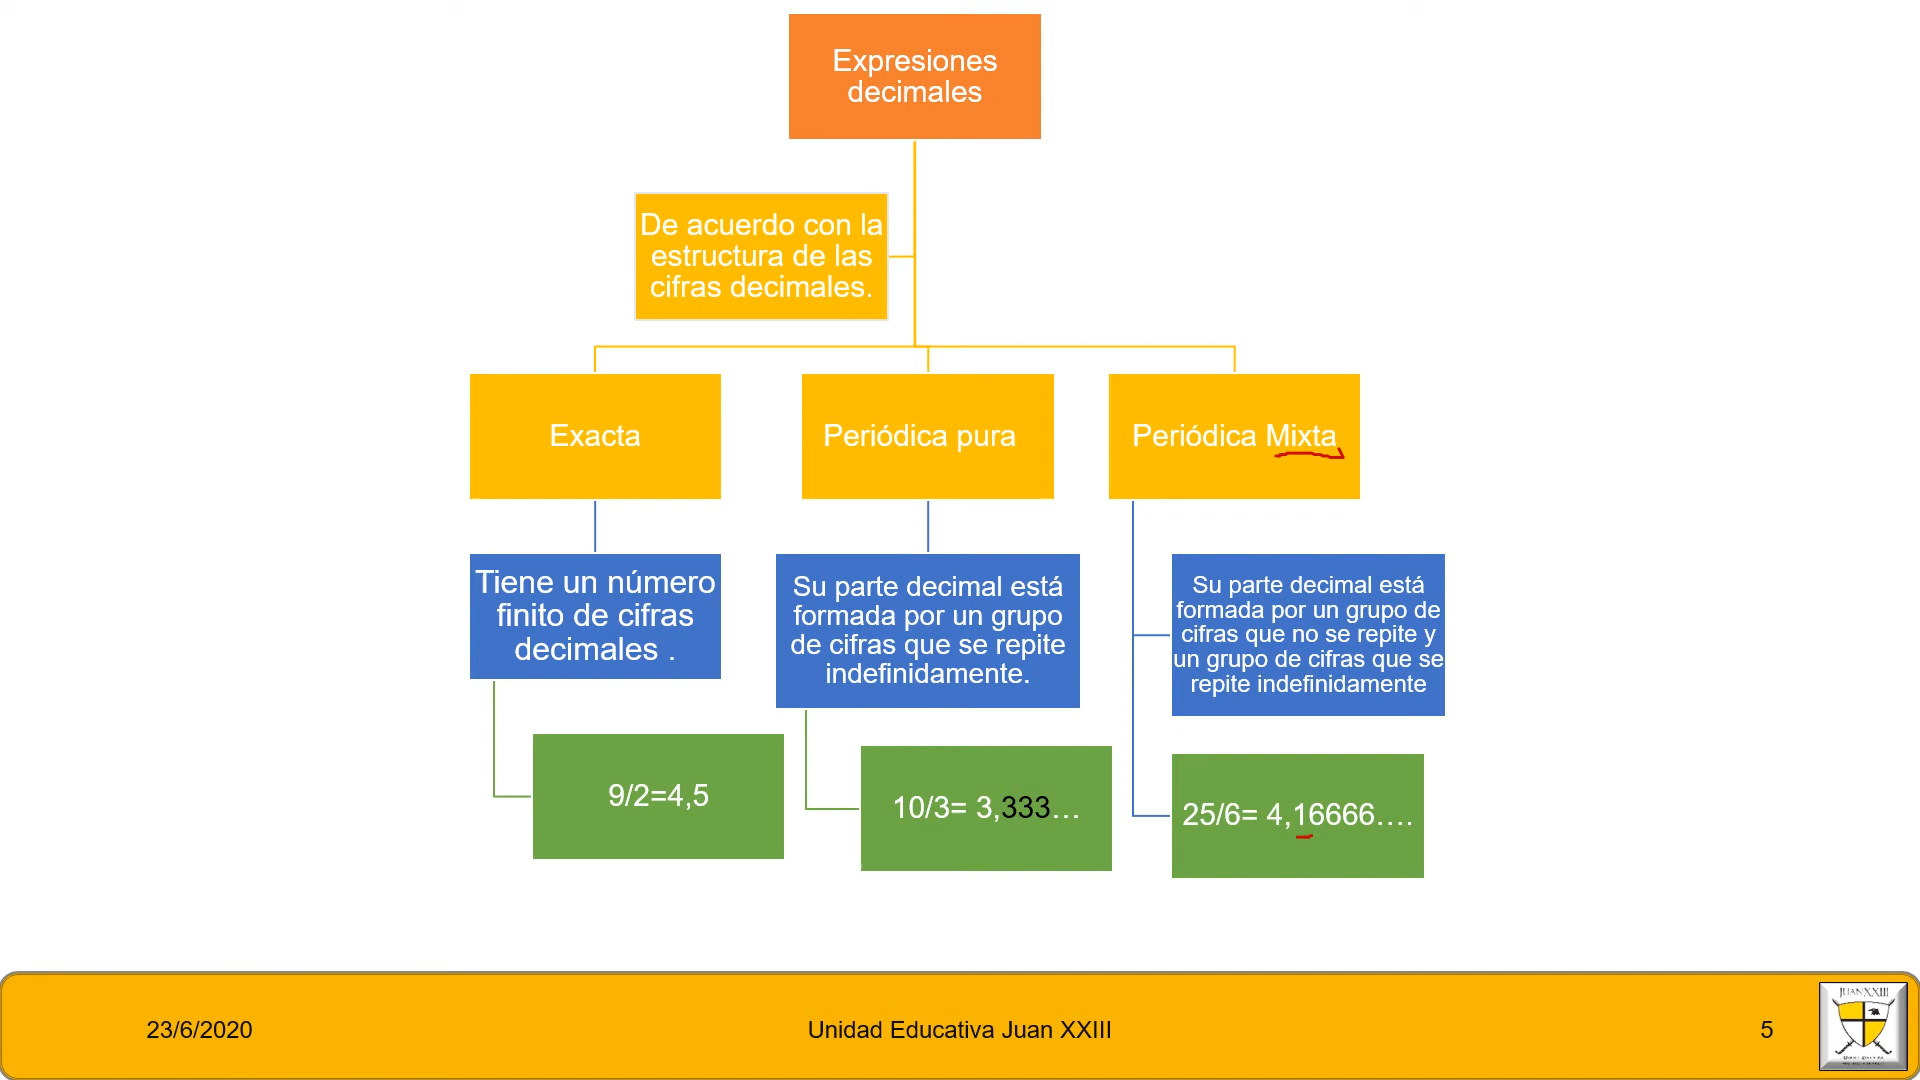 Expresiones
decimales
De acuerdo con la
estructura de las
cifras decimales.
Exacta
Periódica pura
Periódica Mixta
Tiene un número
finito de cifras
decimales .
Su parte decimal está
formada por un grupo
de cifras que se repite
indefinidamente.
Su parte decimal está
formada por un grupo de
cifras que no se repite y
un grupo de cifras que se
repite indefinidamente
9/2=4,5
10/3= 3,333…
25/6= 4,16666….
23/6/2020
Unidad Educativa Juan XXIII
5
JUAN XXIII